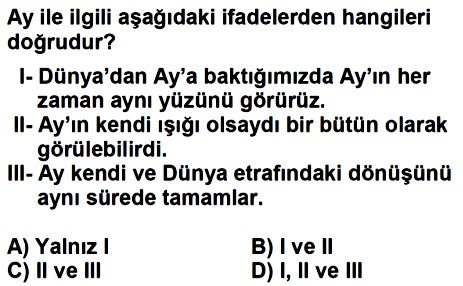 Ay ile ilgili aşağıdaki ifadelerden hangileri
doğrudur?
I- Dünya'dan Ay'a baktığımızda Ay'ın her
zaman aynı yüzünü görürüz.
II- Ay'ın kendi ışığı olsaydı bir bütün olarak
görülebilirdi.
III- Ay kendi ve Dünya etrafındaki dönüşünü
aynı sürede tamamlar.
A) Yalnız I B) I ve II
C) II ve III D) I, II ve III